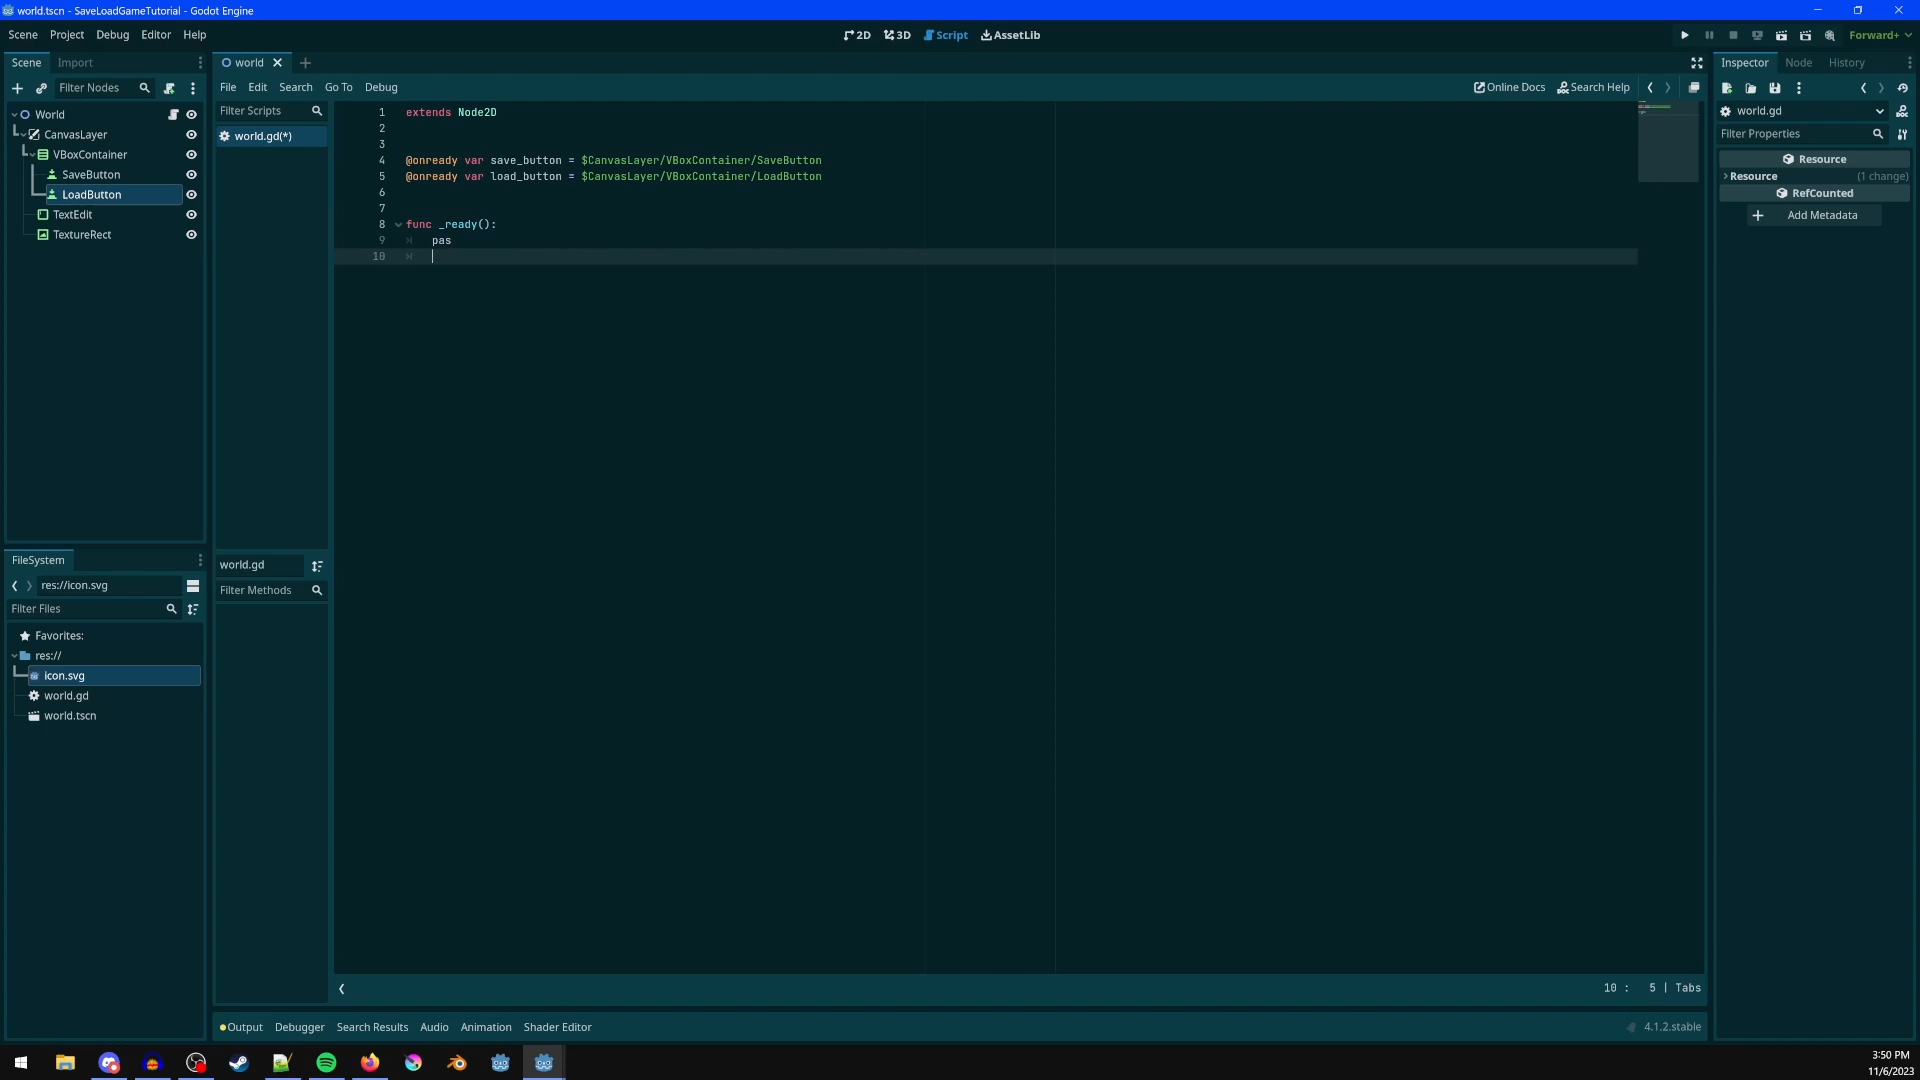 world.tscn - SaveLoadGameTutorial - Godot Engine
Scene Project Debug Editor Help
2D 3D Script AssetLib
Forward+
Scene Import
world
Inspector Node History
Filter Nodes
File Edit Search Go To Debug
Online Docs Search Help
Filter Scripts
world.gd
Filter Properties
World
CanvasLayer
VBoxContainer
SaveButton
LoadButton
TextEdit
TextureRect
world.gd(*)
1 extends Node2D
2
3
4 @onready var save_button = $CanvasLayer/VBoxContainer/SaveButton
5 @onready var load_button = $CanvasLayer/VBoxContainer/LoadButton
6
7
8 func _ready():
9 pas
10
Resource
Resource (1 change)
RefCounted
Add Metadata
FileSystem
res://icon.svg
Filter Files
Favorites:
res://
icon.svg
world.gd
world.tscn
world.gd
Filter Methods
10 : 5 | Tabs
Output Debugger Search Results Audio Animation Shader Editor
4.1.2.stable
3:50 PM
11/6/2023